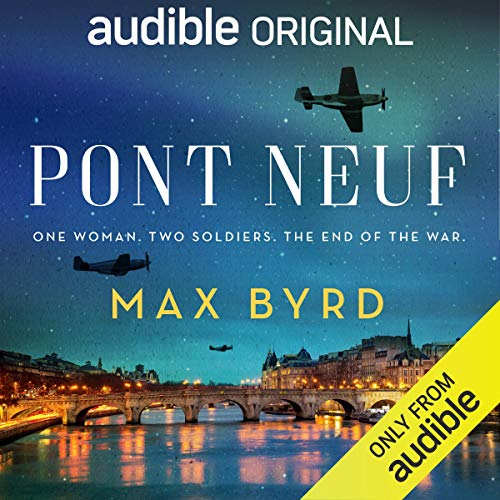 audible ORIGINAL
PONT NEUF
ONE WOMAN. TWO SOLDIERS. THE END OF THE WAR.
MAX BYRD
ONLY FROM
audible